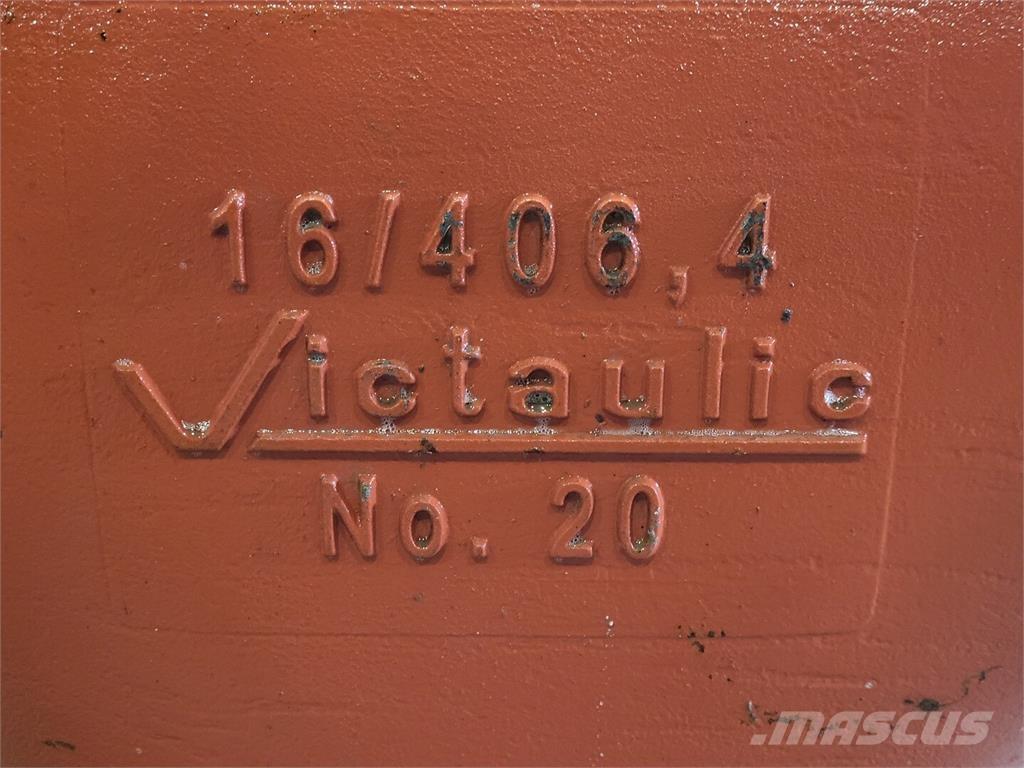 16/406,4
Victaulic
No. 20
.MASCUS